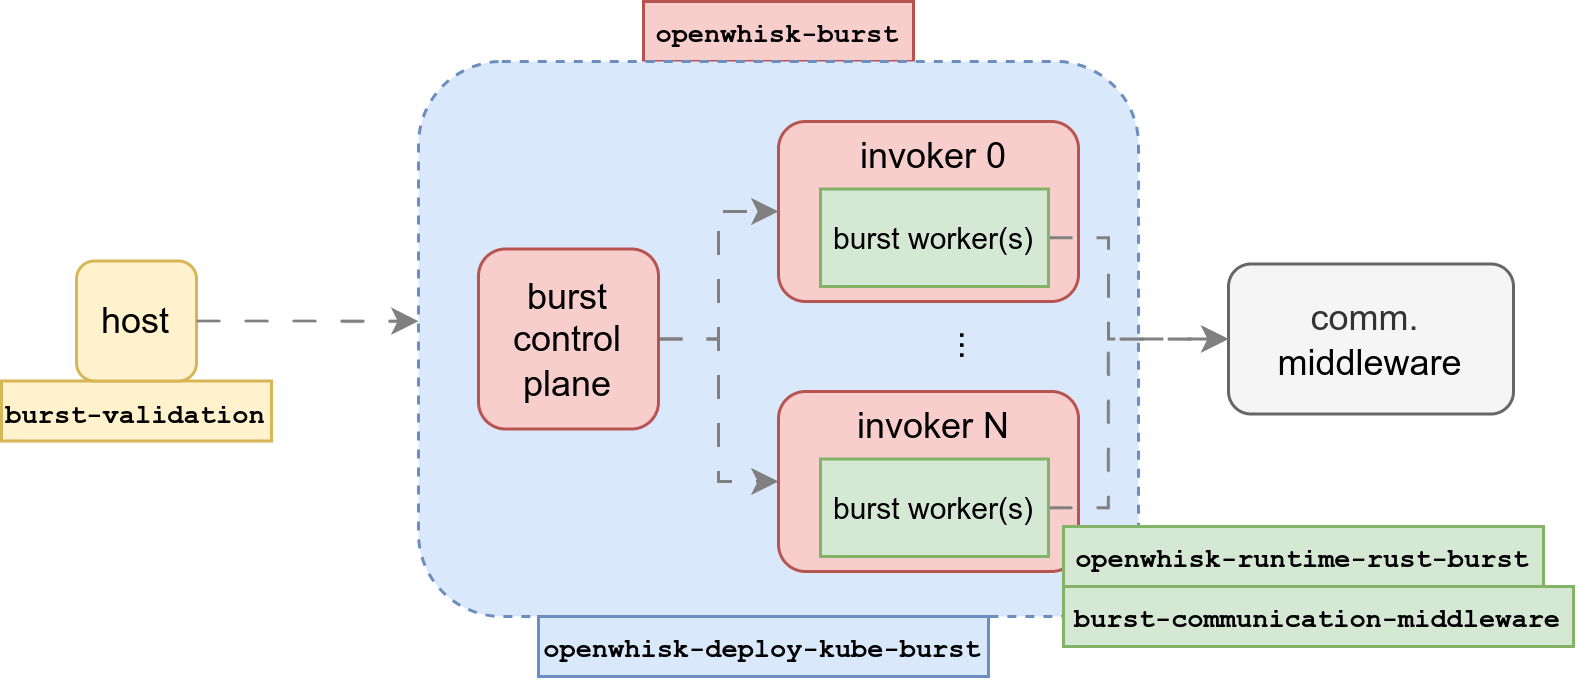 openwhisk-burst
invoker 0
burst worker(s)
host
burst-validation
burst
control
plane
⋮
invoker N
burst worker(s)
comm.
middleware
openwhisk-runtime-rust-burst
burst-communication-middleware
openwhisk-deploy-kube-burst